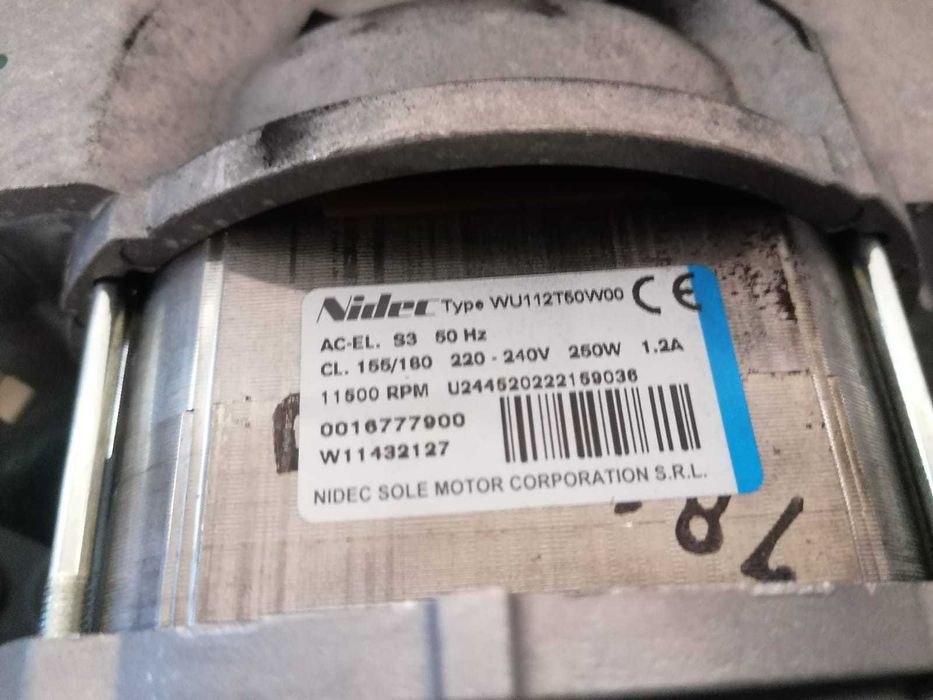 Nidec Type WU112T50W00 CE
AC-EL. S3 50 Hz
CL. 155/180 220 - 240V 250W 1.2A
11500 RPM U244520222159036
0016777900
W11432127
NIDEC SOLE MOTOR CORPORATION S.R.L.